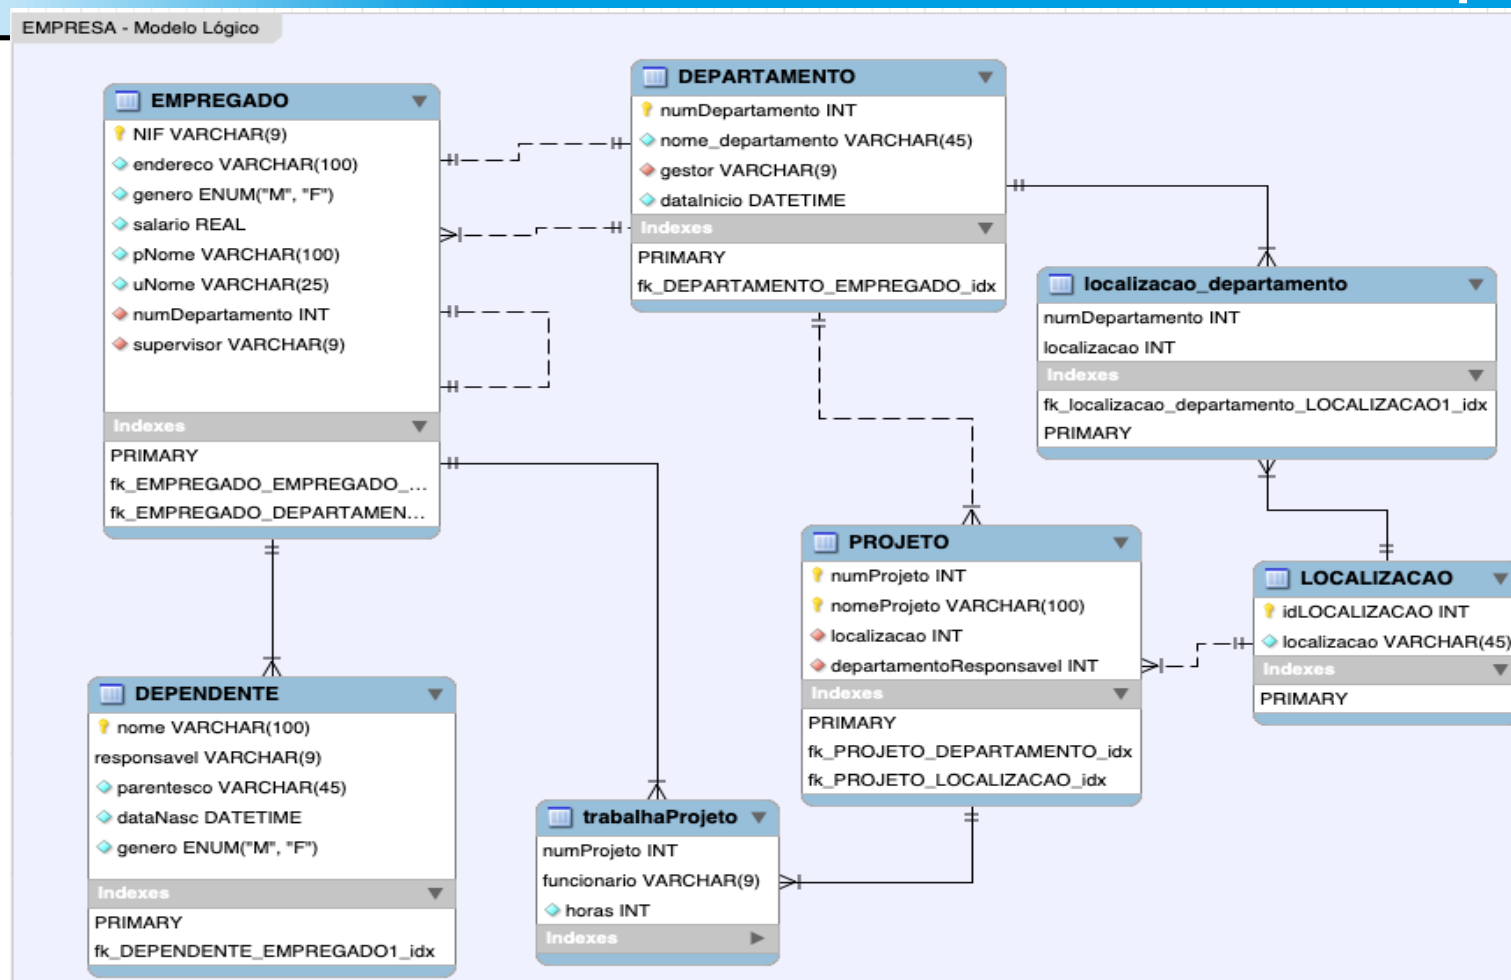 EMPRESA - Modelo Lógico
EMPREGADO
NIF VARCHAR(9)
endereco VARCHAR(100)
genero ENUM("M", "F")
salario REAL
pNome VARCHAR(100)
uNome VARCHAR(25)
numDepartamento INT
supervisor VARCHAR(9)
Indexes
PRIMARY
fk_EMPREGADO_EMPREGADO_...
fk_EMPREGADO_DEPARTAMEN...
DEPARTAMENTO
numDepartamento INT
nome_departamento VARCHAR(45)
gestor VARCHAR(9)
dataInicio DATETIME
Indexes
PRIMARY
fk_DEPARTAMENTO_EMPREGADO_idx
localizacao_departamento
numDepartamento INT
localizacao INT
Indexes
fk_localizacao_departamento_LOCALIZACAO1_idx
PRIMARY
PROJETO
numProjeto INT
nomeProjeto VARCHAR(100)
localizacao INT
departamentoResponsavel INT
Indexes
PRIMARY
fk_PROJETO_DEPARTAMENTO_idx
fk_PROJETO_LOCALIZACAO_idx
LOCALIZACAO
idLOCALIZACAO INT
localizacao VARCHAR(45)
Indexes
PRIMARY
DEPENDENTE
nome VARCHAR(100)
responsavel VARCHAR(9)
parentesco VARCHAR(45)
dataNasc DATETIME
genero ENUM("M", "F")
Indexes
PRIMARY
fk_DEPENDENTE_EMPREGADO1_idx
trabalhaProjeto
numProjeto INT
funcionario VARCHAR(9)
horas INT
Indexes